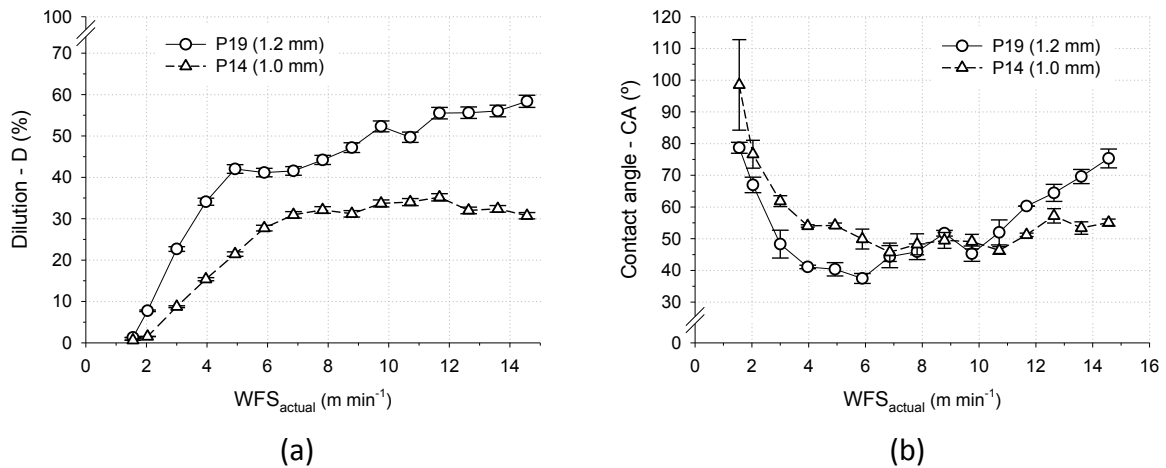 100
70
60
50
40
30
20
10
0
Dilution - D (%)
P19 (1.2 mm)
P14 (1.0 mm)
0 2 4 6 8 10 12 14
WFSactual (m min-1)
(a)
120
110
100
90
80
70
60
50
40
30
0
Contact angle - CA (º)
P19 (1.2 mm)
P14 (1.0 mm)
0 2 4 6 8 10 12 14 16
WFSactual (m min-1)
(b)